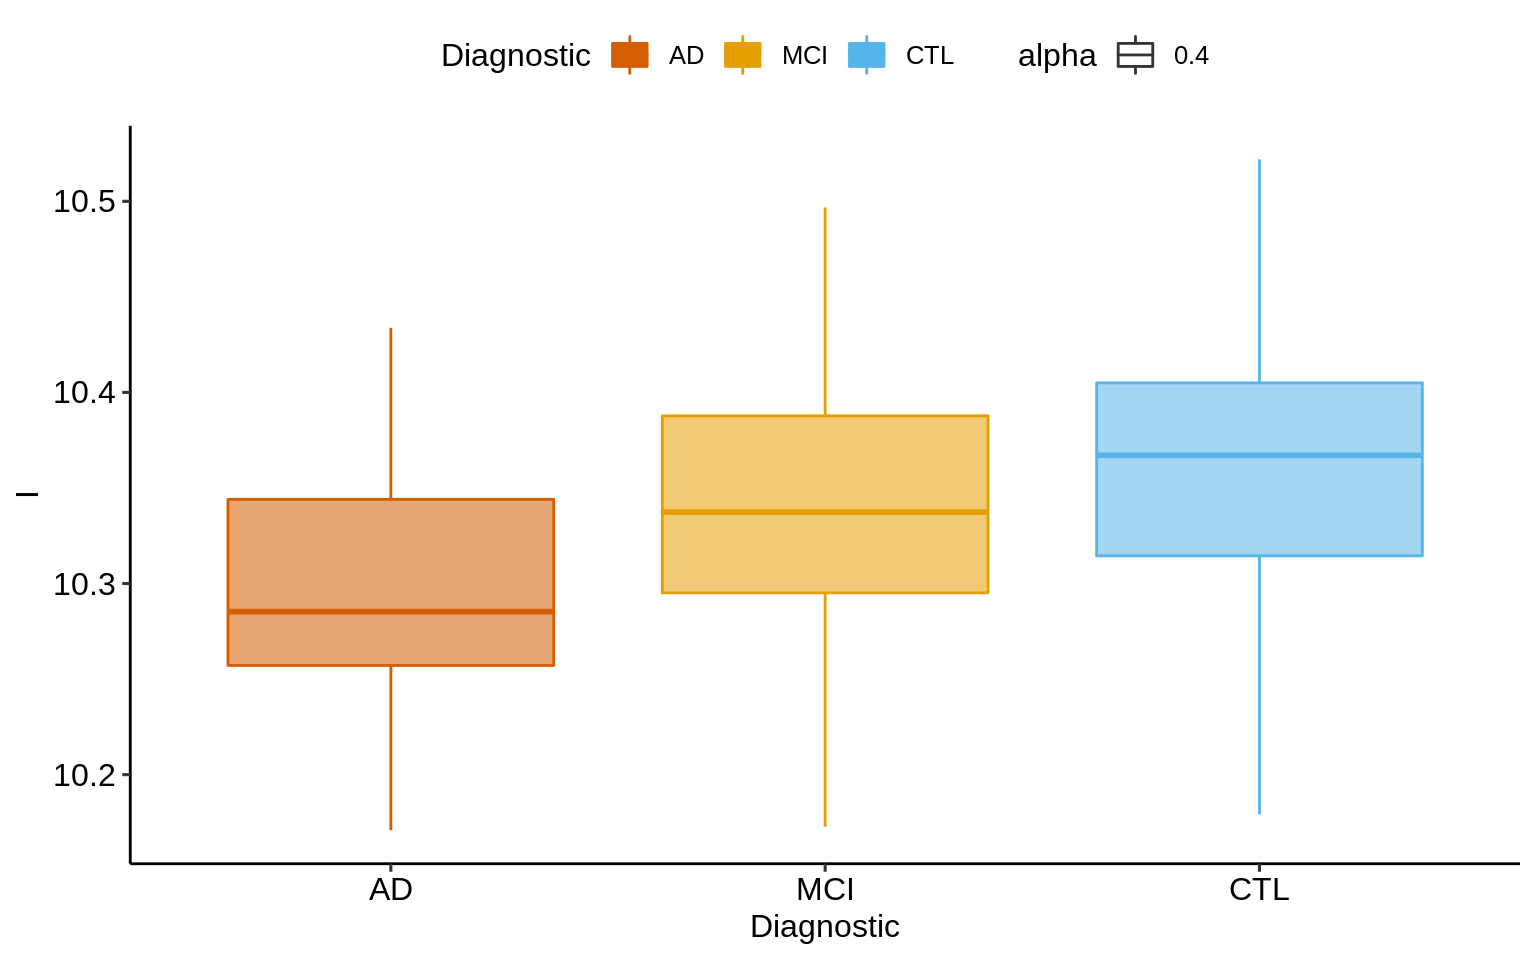 Diagnostic AD MCI CTL alpha 0.4
10.5
10.4
10.3
10.2
I
AD MCI CTL
Diagnostic